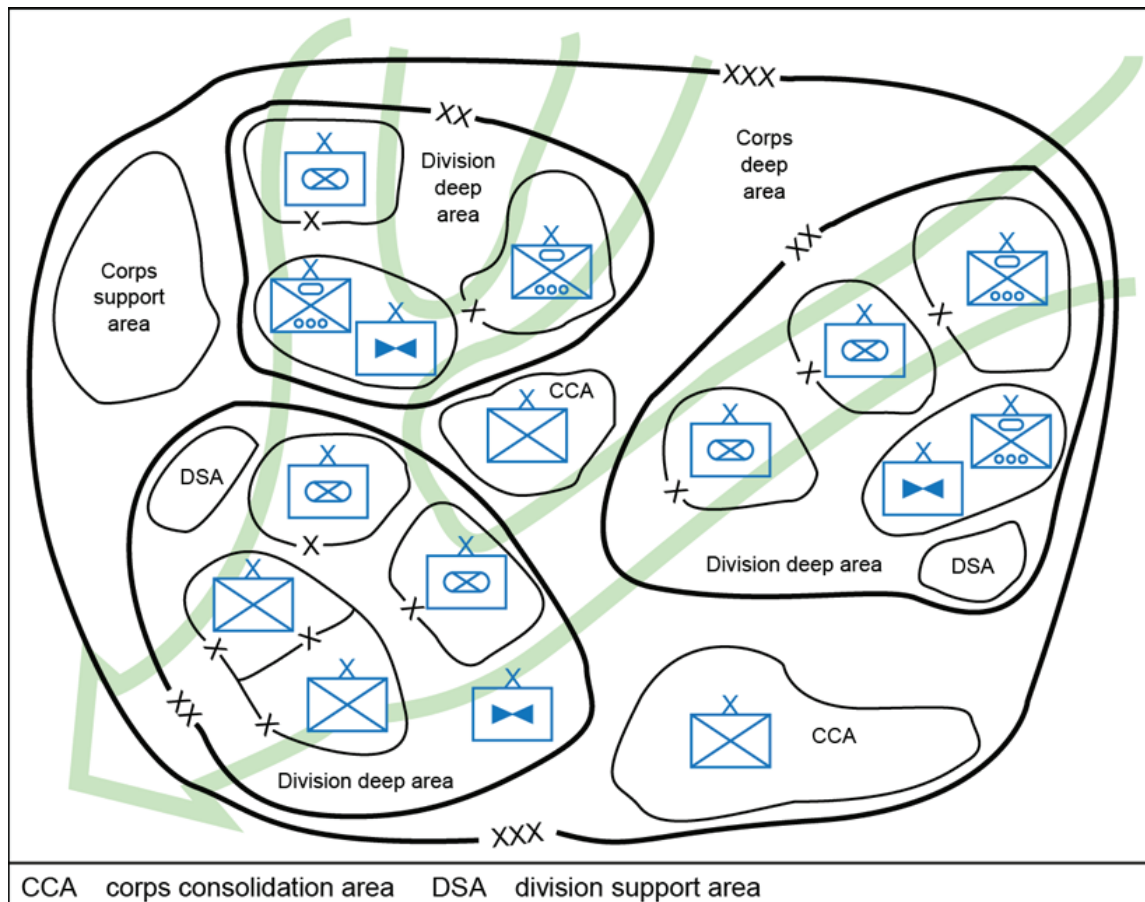 XXX
XX
X
Division
deep
area
Corps
deep
area
X
X
X
XX
X
Corps
support
area
X
X
X
X
X
X
X
CCA
X
X
X
DSA
X
X
X
X
X
X
DSA
Division deep area
X
X
X
X
X
X
X
XX
X
CCA
Division deep area
XXX
CCA corps consolidation area DSA division support area